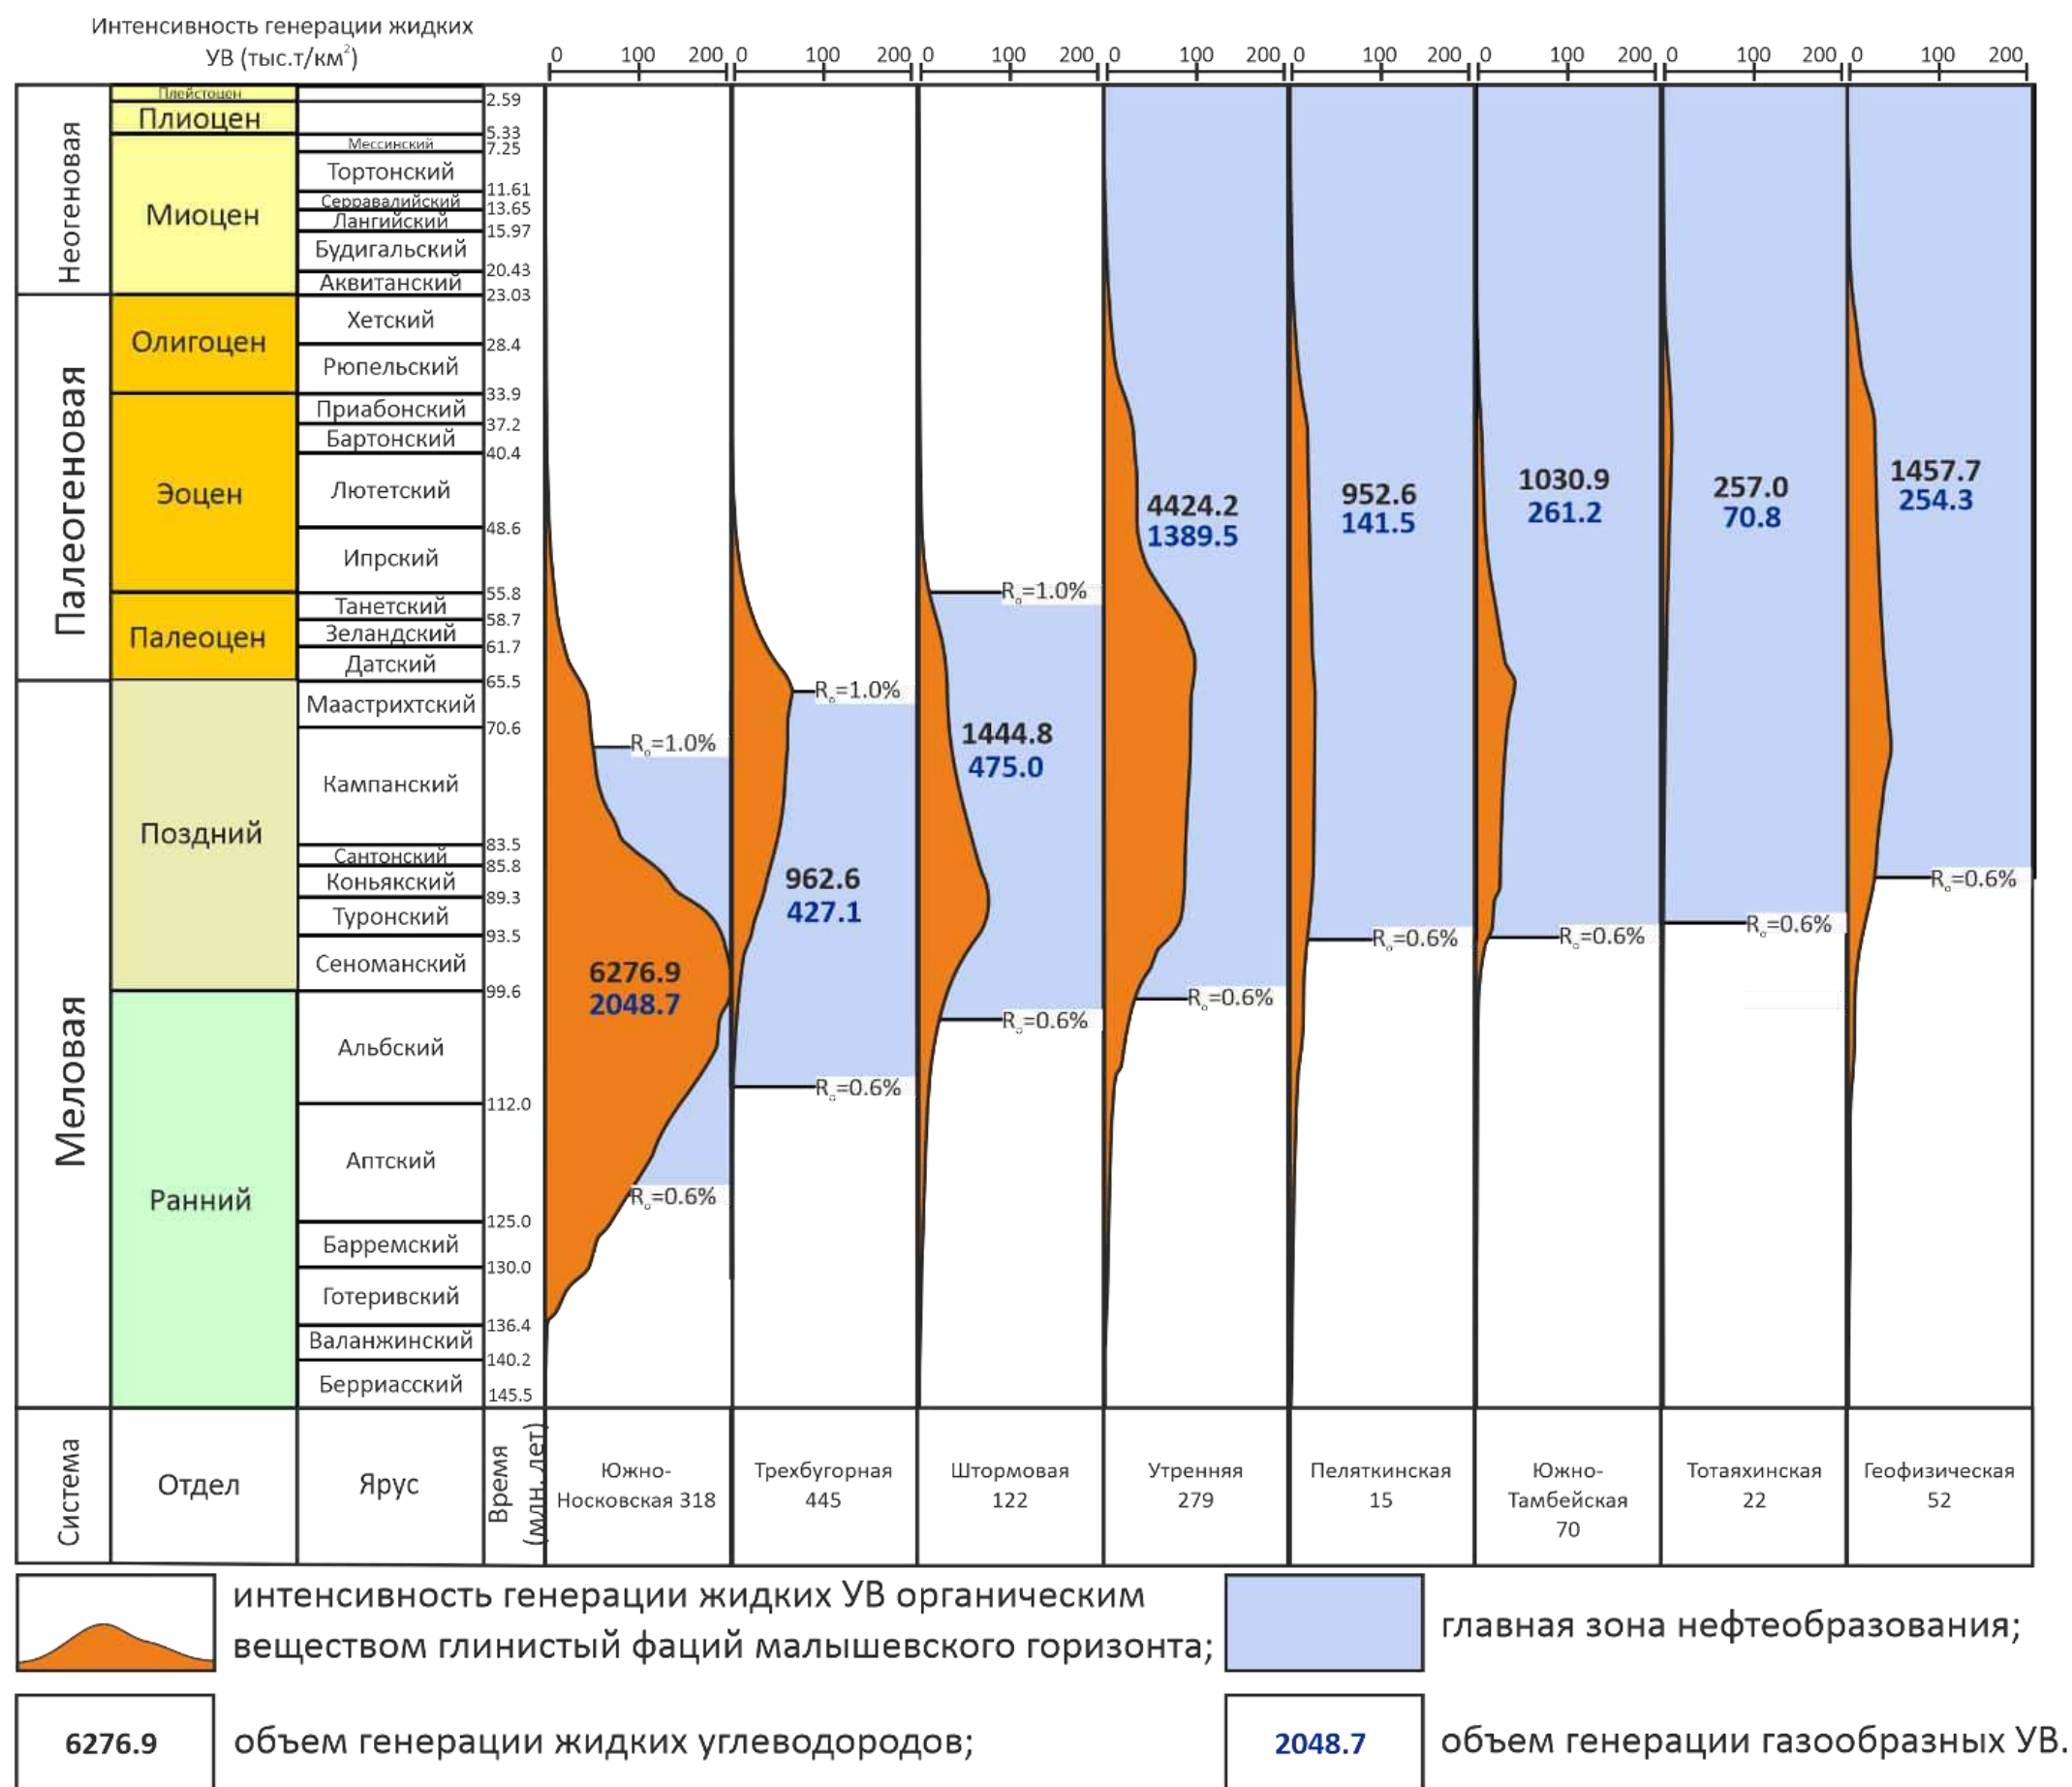 Интенсивность генерации жидких
УВ (тыс.т/км²)
0 100 200 0 100 200 0 100 200 0 100 200 0 100 200 0 100 200 0 100 200 0 100 200
Неогеновая
Палеогеновая
Меловая
Плейстоцен
Плиоцен
Миоцен
Олигоцен
Эоцен
Палеоцен
Поздний
Ранний
Мессинский
Тортонский
Серравалийский
Лангийский
Будигальский
Аквитанский
Хетский
Рюпельский
Приабонский
Бартонский
Лютетский
Ипрский
Танетский
Зеландский
Датский
Маастрихтский
Кампанский
Сантонский
Коньякский
Туронский
Сеноманский
Альбский
Аптский
Барремский
Готеривский
Валанжинский
Берриасский
2.59
5.33
7.25
11.61
13.65
15.97
20.43
23.03
28.4
33.9
37.2
40.4
48.6
55.8
58.7
61.7
65.5
70.6
83.5
85.8
89.3
93.5
99.6
112.0
125.0
130.0
136.4
140.2
145.5
Rₒ=1.0%
6276.9
2048.7
Rₒ=0.6%
Rₒ=1.0%
962.6
427.1
Rₒ=0.6%
Rₒ=1.0%
1444.8
475.0
Rₒ=0.6%
4424.2
1389.5
Rₒ=0.6%
952.6
141.5
Rₒ=0.6%
1030.9
261.2
Rₒ=0.6%
257.0
70.8
Rₒ=0.6%
1457.7
254.3
Rₒ=0.6%
Система
Отдел
Ярус
Время
(млн. лет)
Южно-
Носковская 318
Трехбугорная
445
Штормовая
122
Утренняя
279
Пеляткинская
15
Южно-
Тамбейская
70
Тотаяхинская
22
Геофизическая
52
интенсивность генерации жидких УВ органическим
веществом глинистый фаций малышевского горизонта;
главная зона нефтеобразования;
6276.9 объем генерации жидких углеводородов;
2048.7 объем генерации газообразных УВ.